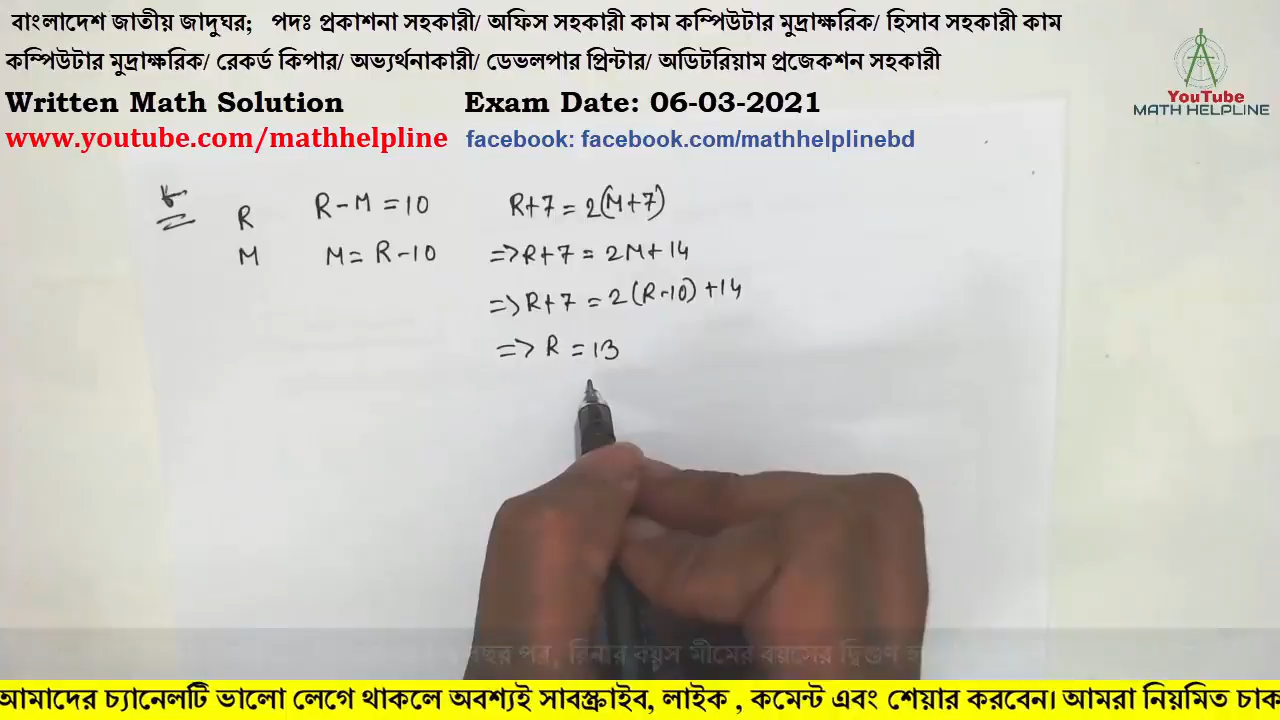 বাংলাদেশ জাতীয় জাদুঘর; পদঃ প্রকাশনা সহকারী/ অফিস সহকারী কাম কম্পিউটার মুদ্রাক্ষরিক/ হিসাব সহকারী কাম
কম্পিউটার মুদ্রাক্ষরিক/ রেকর্ড কিপার/ অভ্যর্থনাকারী/ ডেভলপার প্রিন্টার/ অডিটরিয়াম প্রজেকশন সহকারী
Written Math Solution Exam Date: 06-03-2021
YouTube
MATH HELPLINE
www.youtube.com/mathhelpline facebook: facebook.com/mathhelplinebd
R R-M = 10 R+7 = 2(M+7)
M M = R-10 =>R+7 = 2M+14
=>R+7 = 2(R-10)+14
=> R = 13
পর, রিনার বয়স মীমের বয়সের দ্বিগুণ
আমাদের চ্যানেলটি ভালো লেগে থাকলে অবশ্যই সাবস্ক্রাইব, লাইক , কমেন্ট এবং শেয়ার করবেন। আমরা নিয়মিত চাক